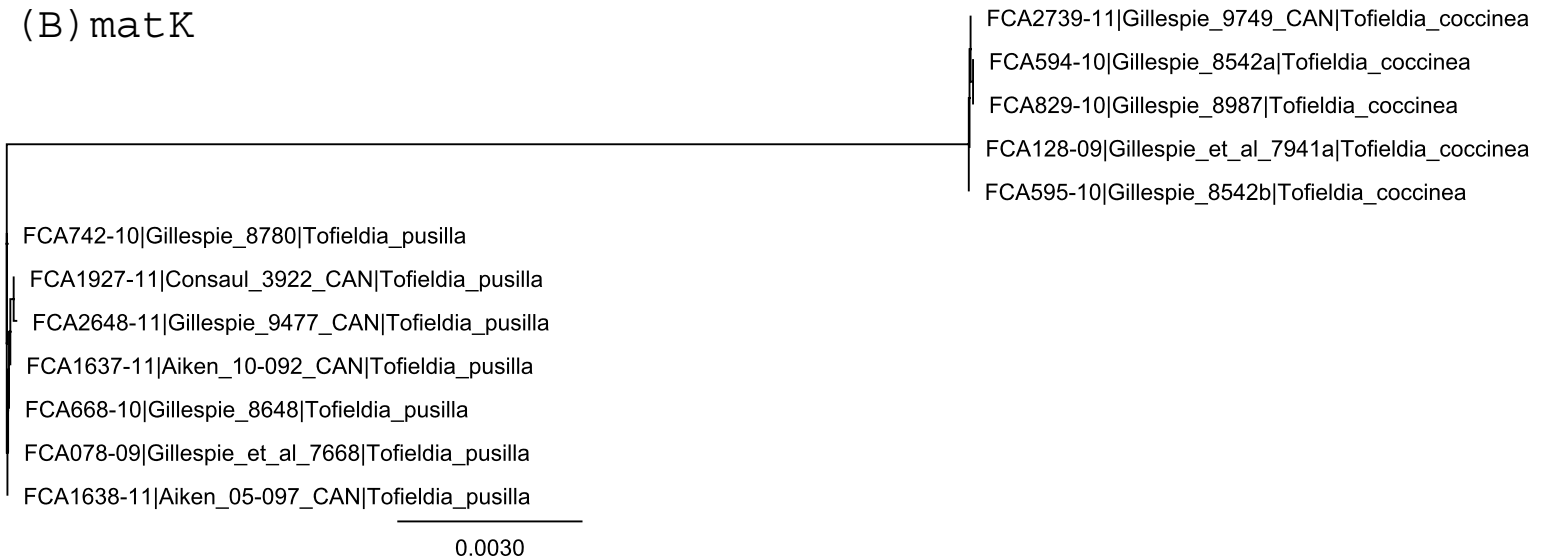 (B)matK
FCA2739-11|Gillespie_9749_CAN|Tofieldia_coccinea
FCA594-10|Gillespie_8542a|Tofieldia_coccinea
FCA829-10|Gillespie_8987|Tofieldia_coccinea
FCA128-09|Gillespie_et_al_7941a|Tofieldia_coccinea
FCA595-10|Gillespie_8542b|Tofieldia_coccinea
FCA742-10|Gillespie_8780|Tofieldia_pusilla
FCA1927-11|Consaul_3922_CAN|Tofieldia_pusilla
FCA2648-11|Gillespie_9477_CAN|Tofieldia_pusilla
FCA1637-11|Aiken_10-092_CAN|Tofieldia_pusilla
FCA668-10|Gillespie_8648|Tofieldia_pusilla
FCA078-09|Gillespie_et_al_7668|Tofieldia_pusilla
FCA1638-11|Aiken_05-097_CAN|Tofieldia_pusilla
0.0030